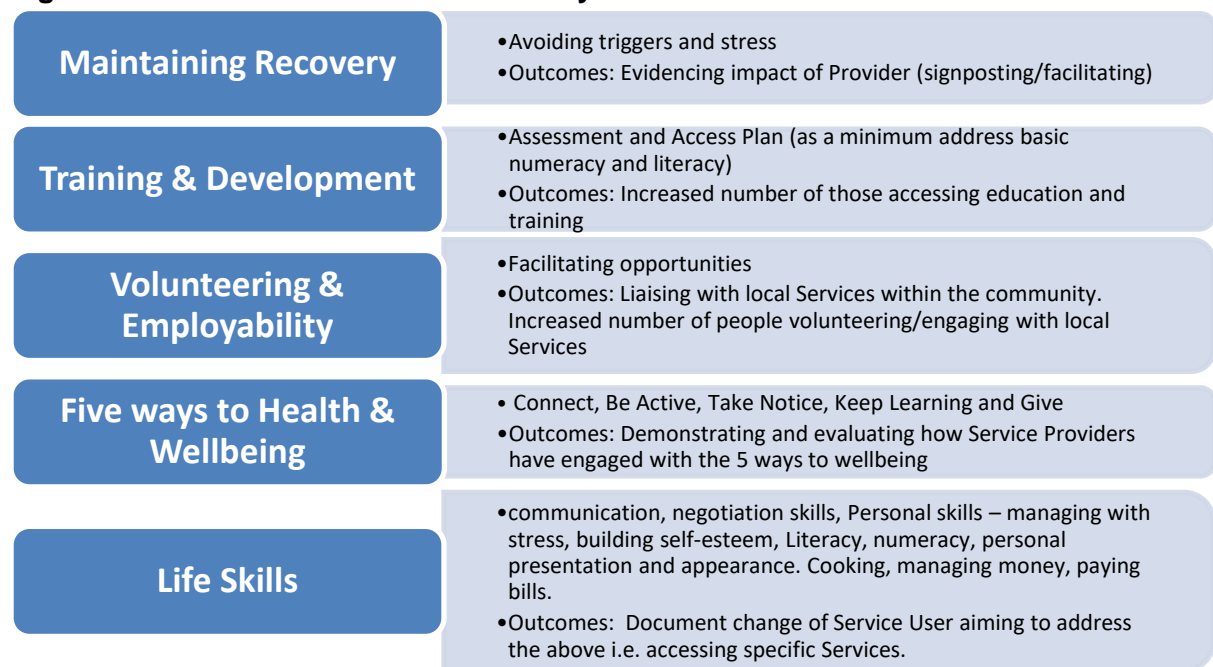 Maintaining Recovery
•Avoiding triggers and stress
•Outcomes: Evidencing impact of Provider (signposting/facilitating)
Training & Development
•Assessment and Access Plan (as a minimum address basic
numeracy and literacy)
•Outcomes: Increased number of those accessing education and
training
Volunteering &
Employability
•Facilitating opportunities
•Outcomes: Liaising with local Services within the community.
Increased number of people volunteering/engaging with local
Services
Five ways to Health &
Wellbeing
• Connect, Be Active, Take Notice, Keep Learning and Give
•Outcomes: Demonstrating and evaluating how Service Providers
have engaged with the 5 ways to wellbeing
Life Skills
•communication, negotiation skills, Personal skills – managing with
stress, building self-esteem, Literacy, numeracy, personal
presentation and appearance. Cooking, managing money, paying
bills.
•Outcomes:  Document change of Service User aiming to address
the above i.e. accessing specific Services.